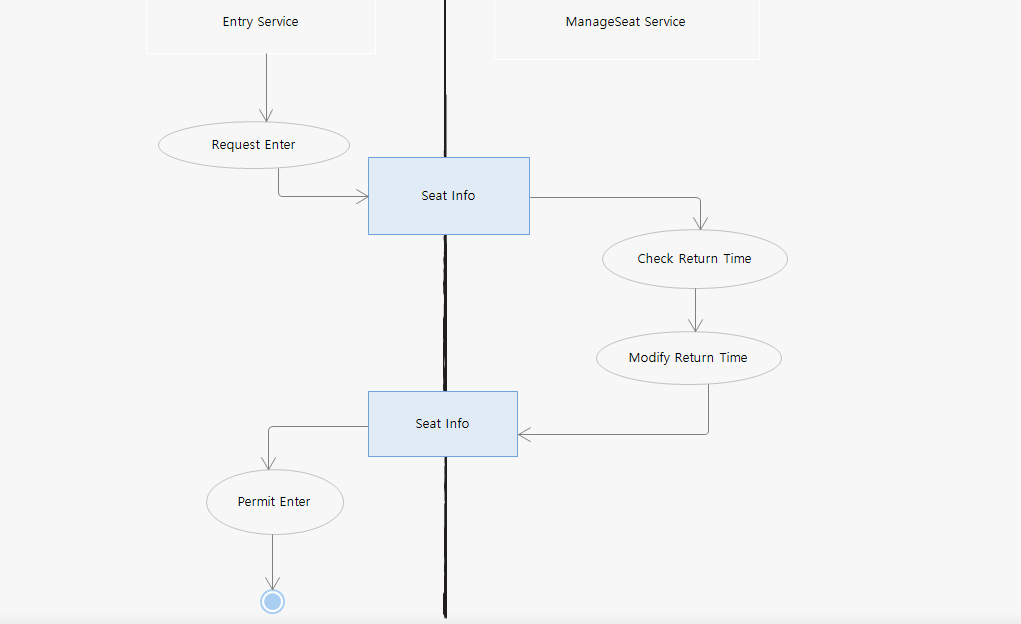 Entry Service
ManageSeat Service
Request Enter
Seat Info
Check Return Time
Modify Return Time
Seat Info
Permit Enter